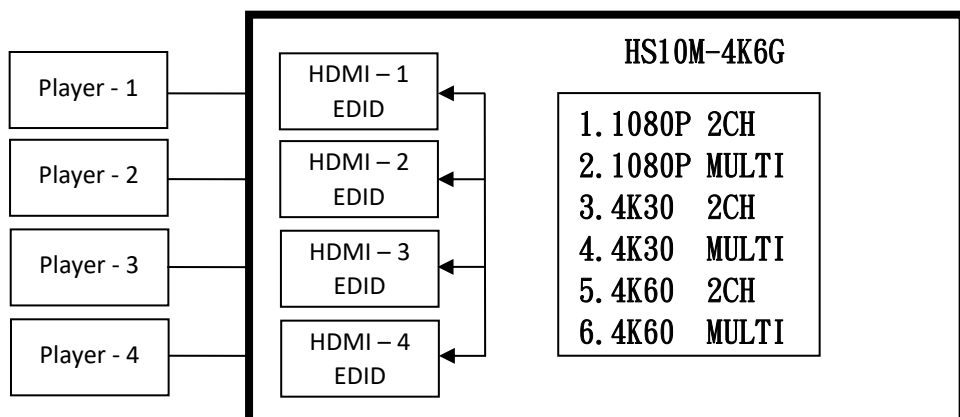 HS10M-4K6G
Player - 1
HDMI – 1
EDID
Player - 2
HDMI – 2
EDID
Player - 3
HDMI – 3
EDID
Player - 4
HDMI – 4
EDID
1.1080P 2CH
2.1080P MULTI
3.4K30 2CH
4.4K30 MULTI
5.4K60 2CH
6.4K60 MULTI